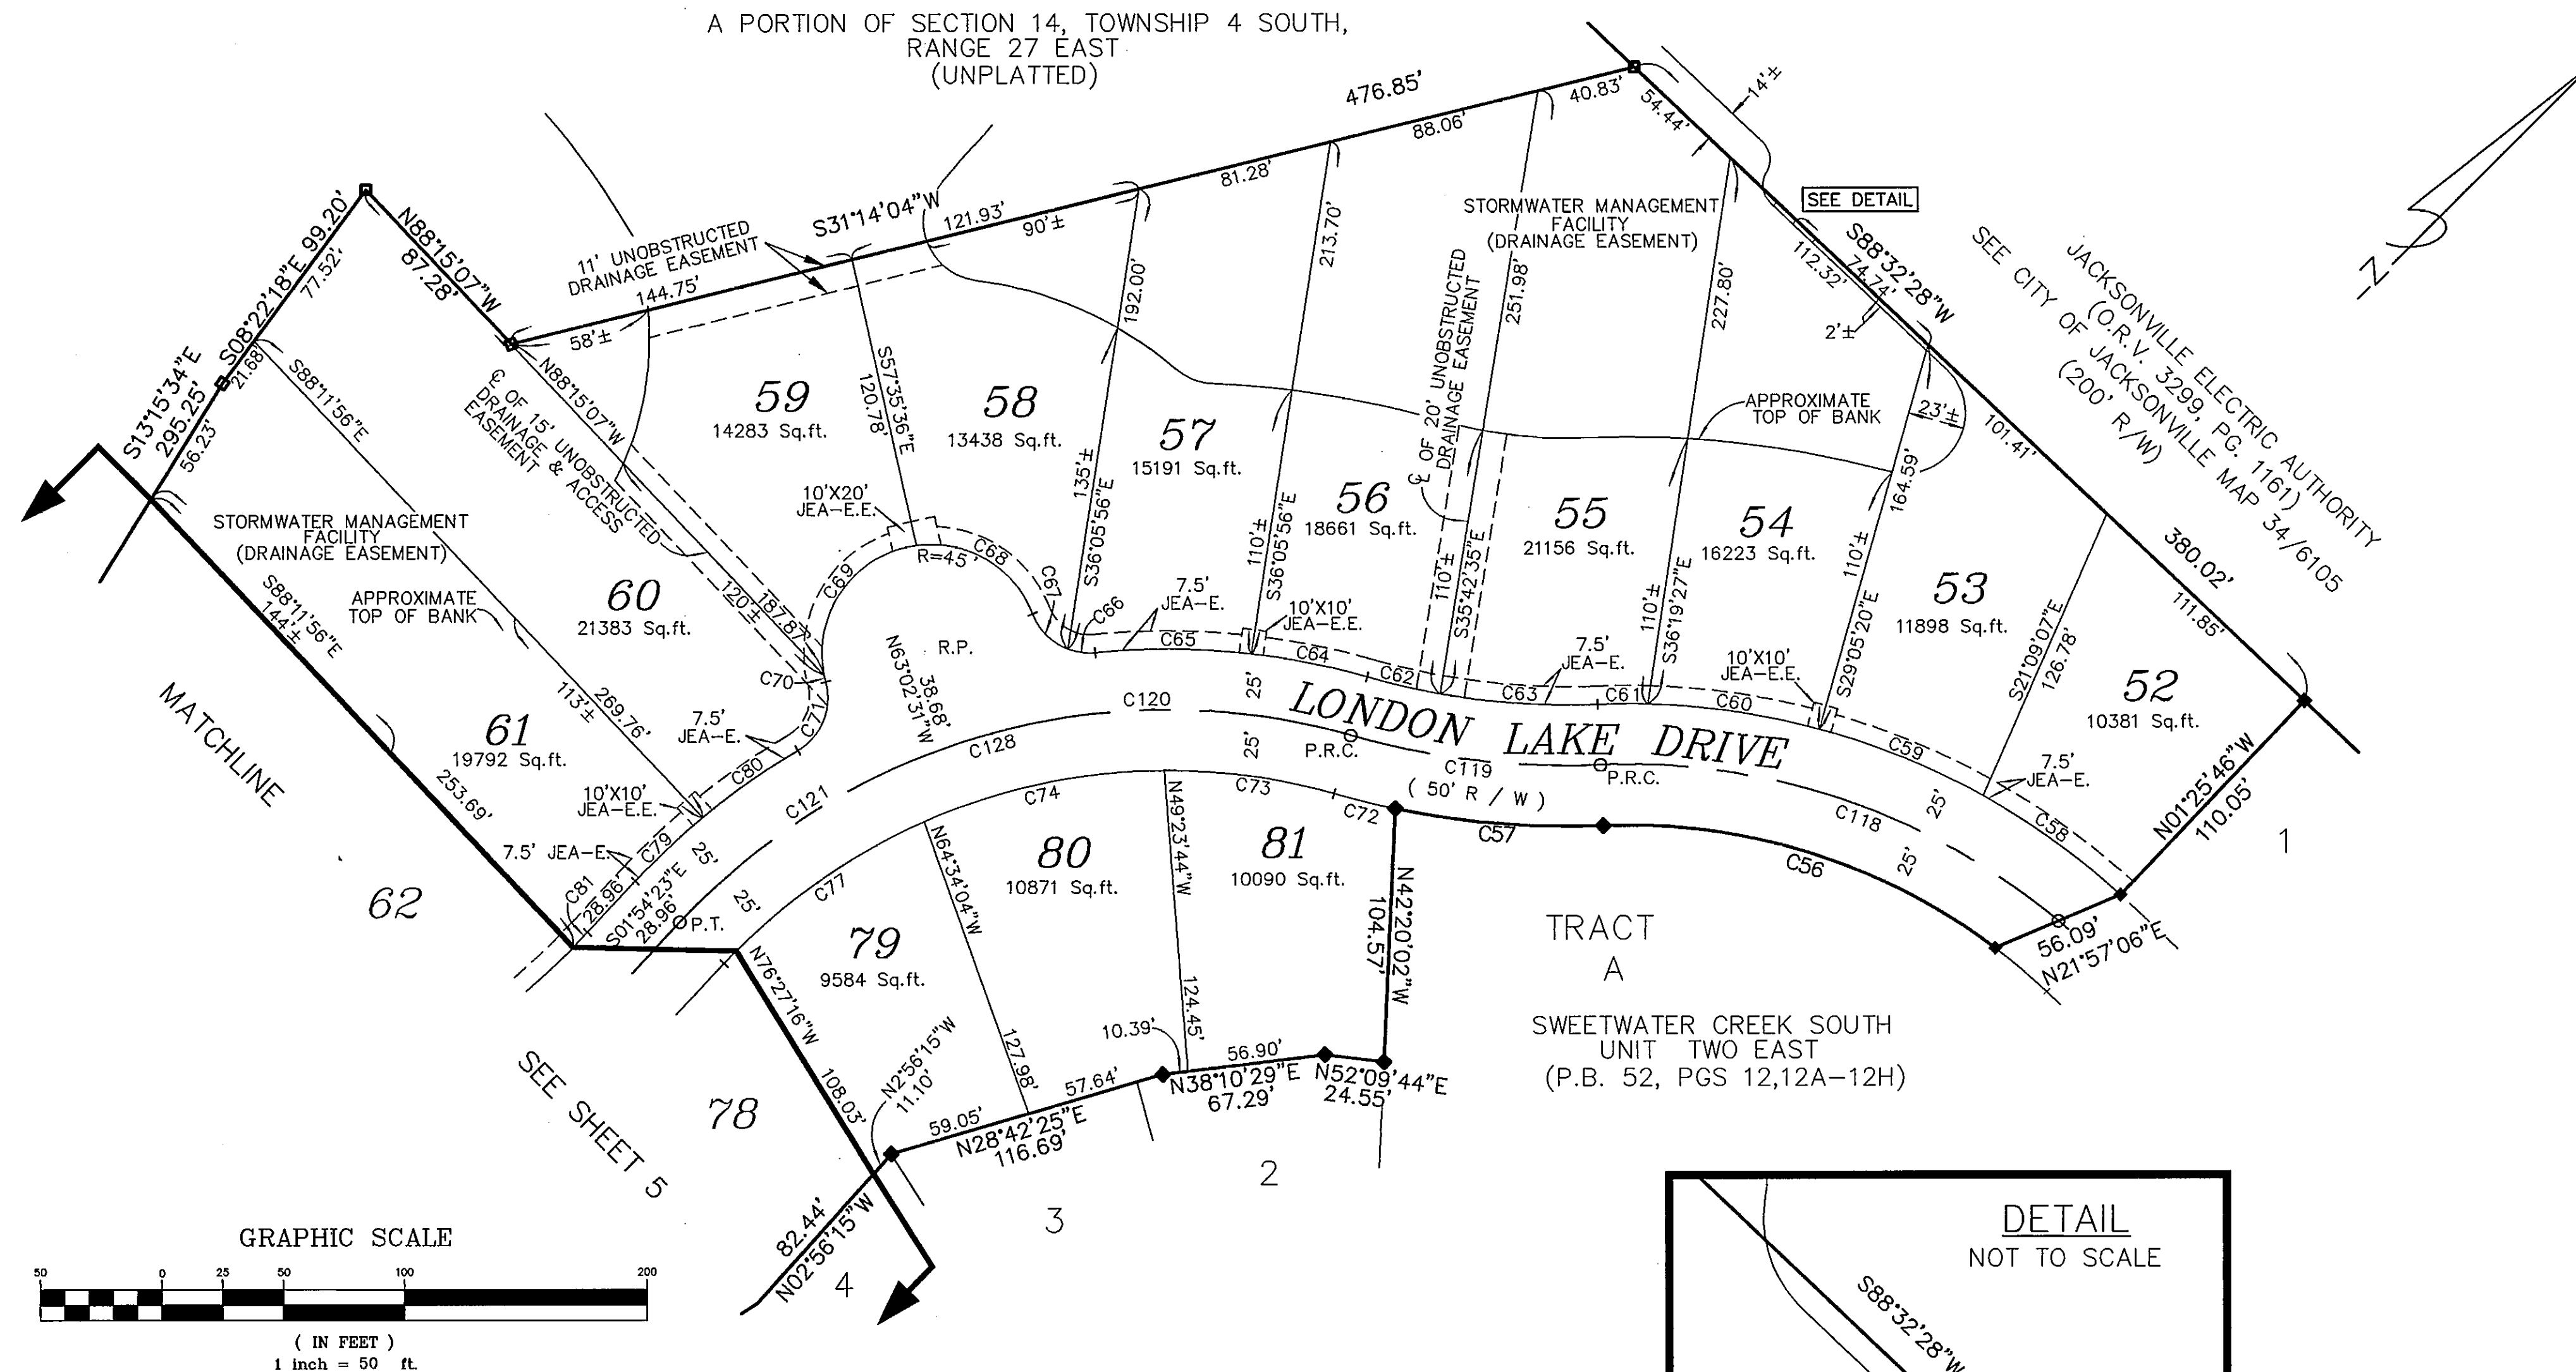 A PORTION OF SECTION 14, TOWNSHIP 4 SOUTH,
RANGE 27 EAST
(UNPLATTED)
476.85'
40.83'
88.06'
81.28'
S31°14'04"W
121.93'
90'±
144.75'
58'±
11' UNOBSTRUCTED
DRAINAGE EASEMENT
54.44'
14'±
SEE DETAIL
S88°32'28"W
74.74'
112.32'
2'±
23'±
101.41'
380.02'
111.85'
JACKSONVILLE ELECTRIC AUTHORITY
(O.R.V. 3299, PG. 1161)
SEE CITY OF JACKSONVILLE MAP 34/6105
(200' R/W)
N
STORMWATER MANAGEMENT
FACILITY
(DRAINAGE EASEMENT)
N88°15'07"W
87.28'
S08°22'18"E 99.20'
77.52'
21.68'
S13°15'34"E
295.25'
56.23'
S88°11'56"E
N88°15'07"W
℄ OF 15' UNOBSTRUCTED
DRAINAGE & ACCESS
EASEMENT
120'±
187.87'
59
14283 Sq.ft.
S57°35'36"E
120.78'
58
13438 Sq.ft.
192.00'
135'±
S36°05'56"E
57
15191 Sq.ft.
213.70'
110'±
S36°05'56"E
56
18661 Sq.ft.
℄ OF 20' UNOBSTRUCTED
DRAINAGE EASEMENT
251.98'
110'±
S35°42'35"E
55
21156 Sq.ft.
227.80'
110'±
S36°19'27"E
APPROXIMATE
TOP OF BANK
54
16223 Sq.ft.
164.59'
110'±
S29°05'20"E
53
11898 Sq.ft.
S21°09'07"E
126.78'
52
10381 Sq.ft.
N01°25'46"W
110.05'
1
STORMWATER MANAGEMENT
FACILITY
(DRAINAGE EASEMENT)
APPROXIMATE
TOP OF BANK
S88°11'56"E
144'±
253.69'
MATCHLINE
60
21383 Sq.ft.
61
19792 Sq.ft.
113'±
269.76'
62
10'X20'
JEA-E.E.
R=45'
C69
C68
C67
C66
C70
C71
C80
C79
C81
7.5'
JEA-E.
10'X10'
JEA-E.E.
7.5' JEA-E.
28.96'
S01°54'23"E
28.96'
P.T.
25'
25'
R.P.
N63°02'31"W
38.68'
7.5'
JEA-E.
C65
10'X10'
JEA-E.E.
C64
C62
C63
7.5'
JEA-E.
C61
C60
10'X10'
JEA-E.E.
C59
7.5'
JEA-E.
C58
C120
C128
C121
25'
25'
LONDON LAKE DRIVE
P.R.C.
C119
( 50' R / W )
P.R.C.
C118
25'
25'
C57
C56
56.09'
N21°57'06"E
C72
C73
C74
C77
79
9584 Sq.ft.
N76°27'16"W
108.03'
N64°34'04"W
127.98'
80
10871 Sq.ft.
N49°23'44"W
124.45'
81
10090 Sq.ft.
N42°20'02"W
104.57'
TRACT
A
SWEETWATER CREEK SOUTH
UNIT TWO EAST
(P.B. 52, PGS 12,12A-12H)
10.39'
56.90'
N38°10'29"E
67.29'
N52°09'44"E
24.55'
57.64'
59.05'
N28°42'25"E
116.69'
N2°56'15"W
11.10'
82.44'
N02°56'15"W
78
SEE SHEET 5
2
3
4
GRAPHIC SCALE
50 0 25 50 100 200
( IN FEET )
1 inch = 50 ft.
DETAIL
NOT TO SCALE
S88°32'28"W